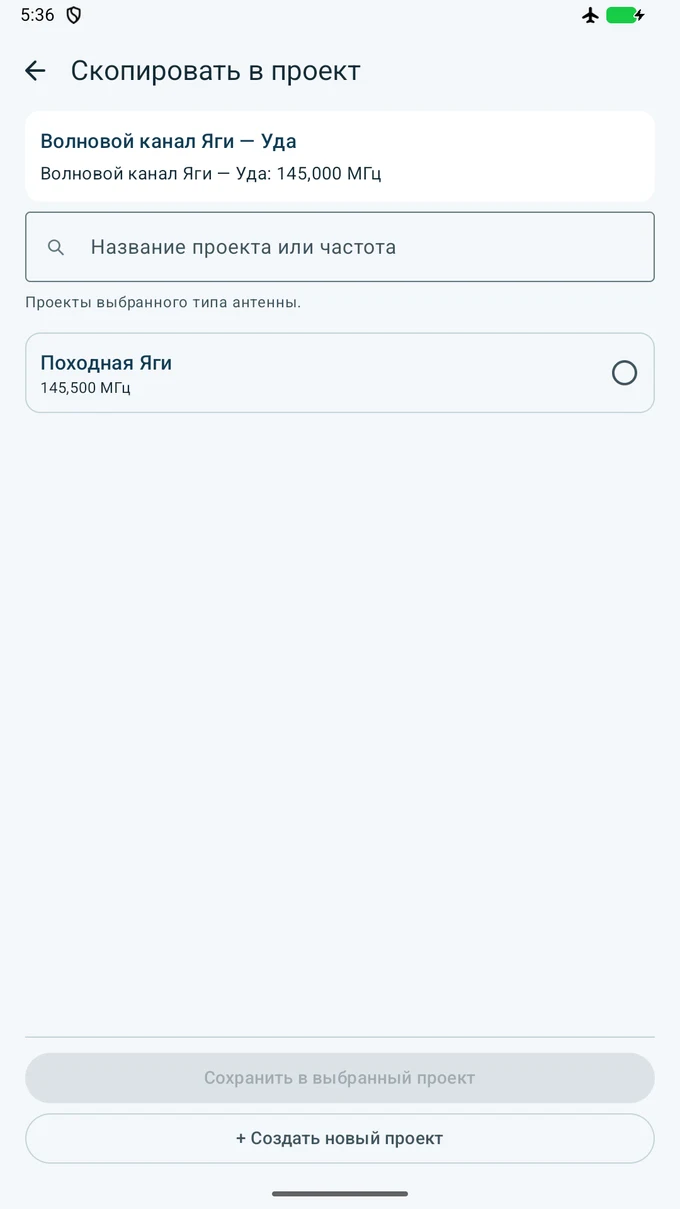 5:36
Скопировать в проект
Волновой канал Яги — Уда
Волновой канал Яги — Уда: 145,000 МГц
Название проекта или частота
Проекты выбранного типа антенны.
Походная Яги
145,500 МГц
Сохранить в выбранный проект
+ Создать новый проект